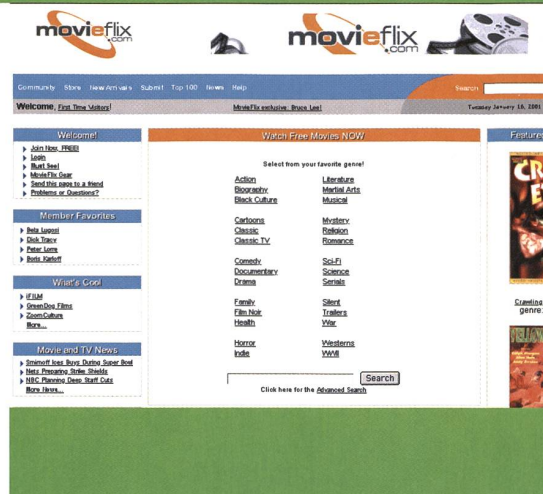 movieflix
.com
movieflix
.com
Community Store New Arrivals Submit Top 100 News Help
Search
Welcome, First Time Visitors!
MovieFlix exclusive: Bruce Lee!
Tuesday January 16, 2001
Welcome!
Join Now, FREE!
Login
Must See!
MovieFlix Gear
Send this page to a friend
Problems or Questions?
Member Favorites
Bela Lugosi
Dick Tracy
Peter Lorre
Boris Karloff
What's Cool
iFILM
GreenDog Films
ZoomCulture
More...
Movie and TV News
Smirnoff Ices Buys During Super Bowl
Nets Preparing Strike Shields
NBC Planning Deep Staff Cuts
More News...
Watch Free Movies NOW
Select from your favorite genre!
Action Literature
Biography Martial Arts
Black Culture Musical
Cartoons Mystery
Classic Religion
Classic TV Romance
Comedy Sci-Fi
Documentary Science
Drama Serials
Family Silent
Film Noir Trailers
Health War
Horror Westerns
Indie WWII
Search
Click here for the Advanced Search
Feature
CR
E
Crawling
genre:
YELLOW